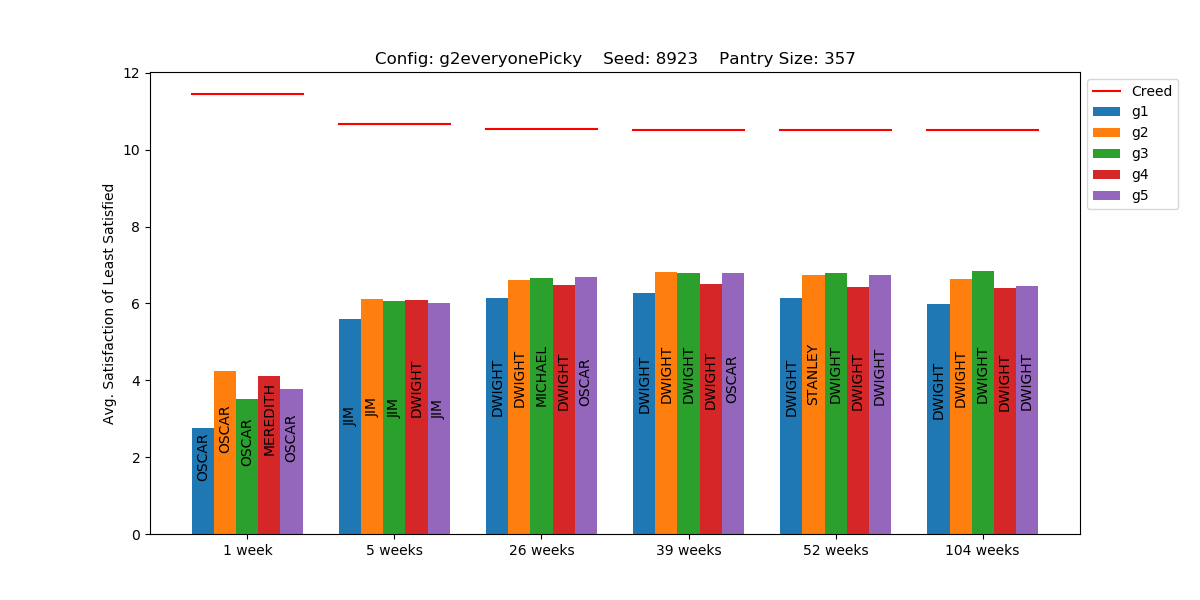 Config: g2everyonePicky    Seed: 8923    Pantry Size: 357
Avg. Satisfaction of Least Satisfied
12
10
8
6
4
2
0
Creed
g1
g2
g3
g4
g5
OSCAR OSCAR OSCAR MEREDITH OSCAR
JIM JIM JIM DWIGHT JIM
DWIGHT DWIGHT MICHAEL DWIGHT OSCAR
DWIGHT DWIGHT DWIGHT DWIGHT OSCAR
DWIGHT STANLEY DWIGHT DWIGHT DWIGHT
DWIGHT DWIGHT DWIGHT DWIGHT DWIGHT
1 week 5 weeks 26 weeks 39 weeks 52 weeks 104 weeks